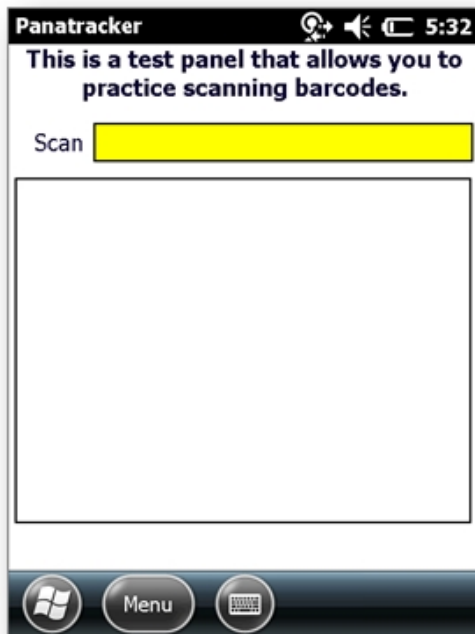 Panatracker 5:32
This is a test panel that allows you to
practice scanning barcodes.
Scan
Menu